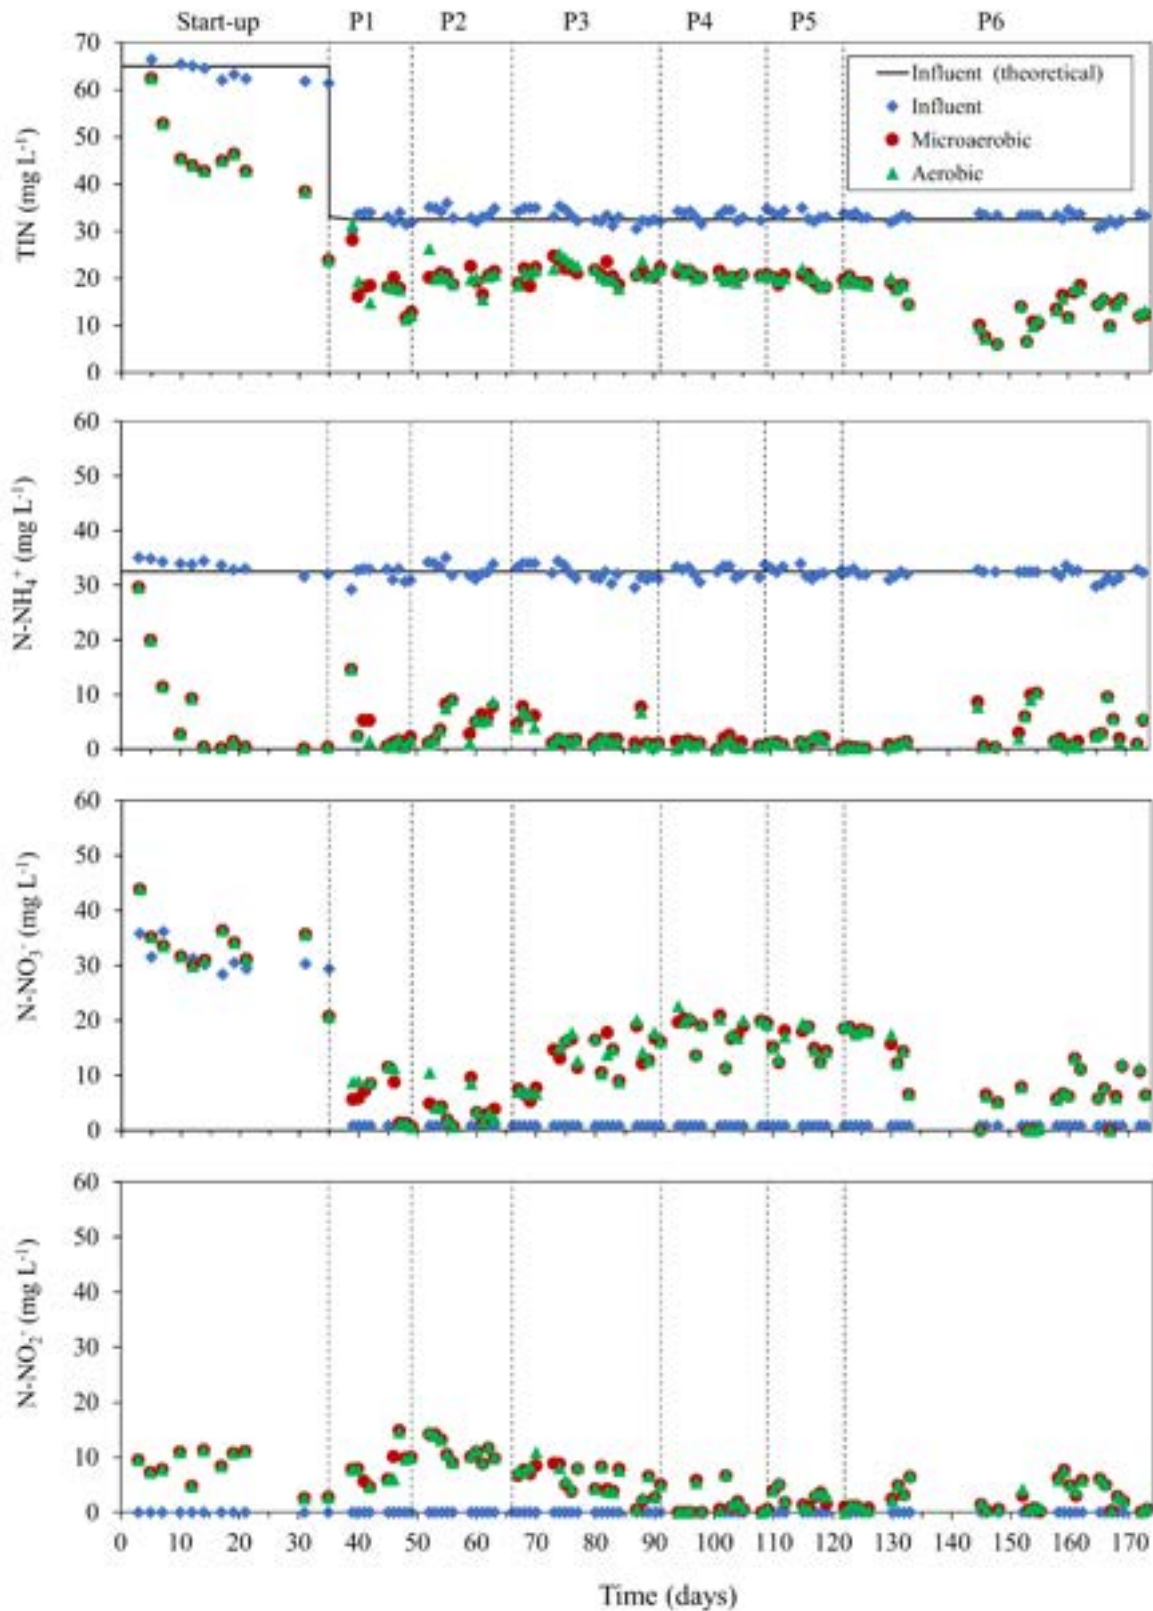 Start-up P1 P2 P3 P4 P5 P6
70
60
50
40
30
20
10
0
TIN (mg L⁻¹)
Influent (theoretical)
Influent
Microaerobic
Aerobic
60
50
40
30
20
10
0
N-NH₄⁺ (mg L⁻¹)
60
50
40
30
20
10
0
N-NO₃⁻ (mg L⁻¹)
60
50
40
30
20
10
0
N-NO₂⁻ (mg L⁻¹)
0 10 20 30 40 50 60 70 80 90 100 110 120 130 140 150 160 170
Time (days)